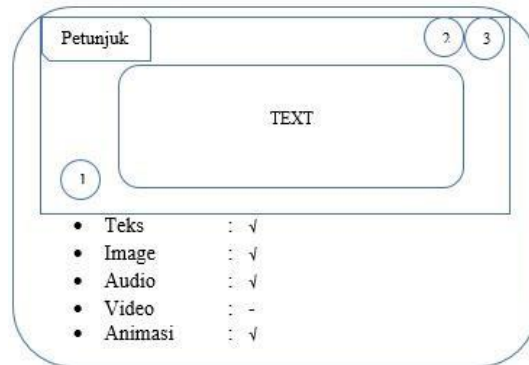 Petunjuk
2
3
TEXT
1
• Teks : √
• Image : √
• Audio : √
• Video : -
• Animasi : √